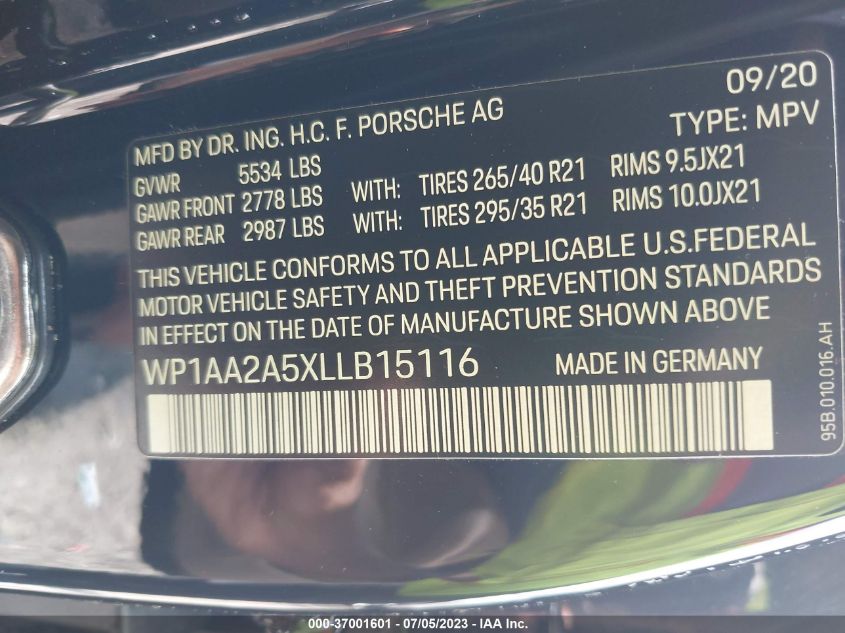 09/20
MFD BY DR. ING. H.C. F. PORSCHE AG TYPE: MPV
GVWR 5534 LBS
GAWR FRONT 2778 LBS WITH: TIRES 265/40 R21 RIMS 9.5JX21
GAWR REAR 2987 LBS WITH: TIRES 295/35 R21 RIMS 10.0JX21
THIS VEHICLE CONFORMS TO ALL APPLICABLE U.S.FEDERAL
MOTOR VEHICLE SAFETY AND THEFT PREVENTION STANDARDS
IN EFFECT ON THE DATE OF MANUFACTURE SHOWN ABOVE
WP1AA2A5XLLB15116 MADE IN GERMANY
95B.010.016.AH
000-37001601 / 07/05/2023 - IAA Inc.